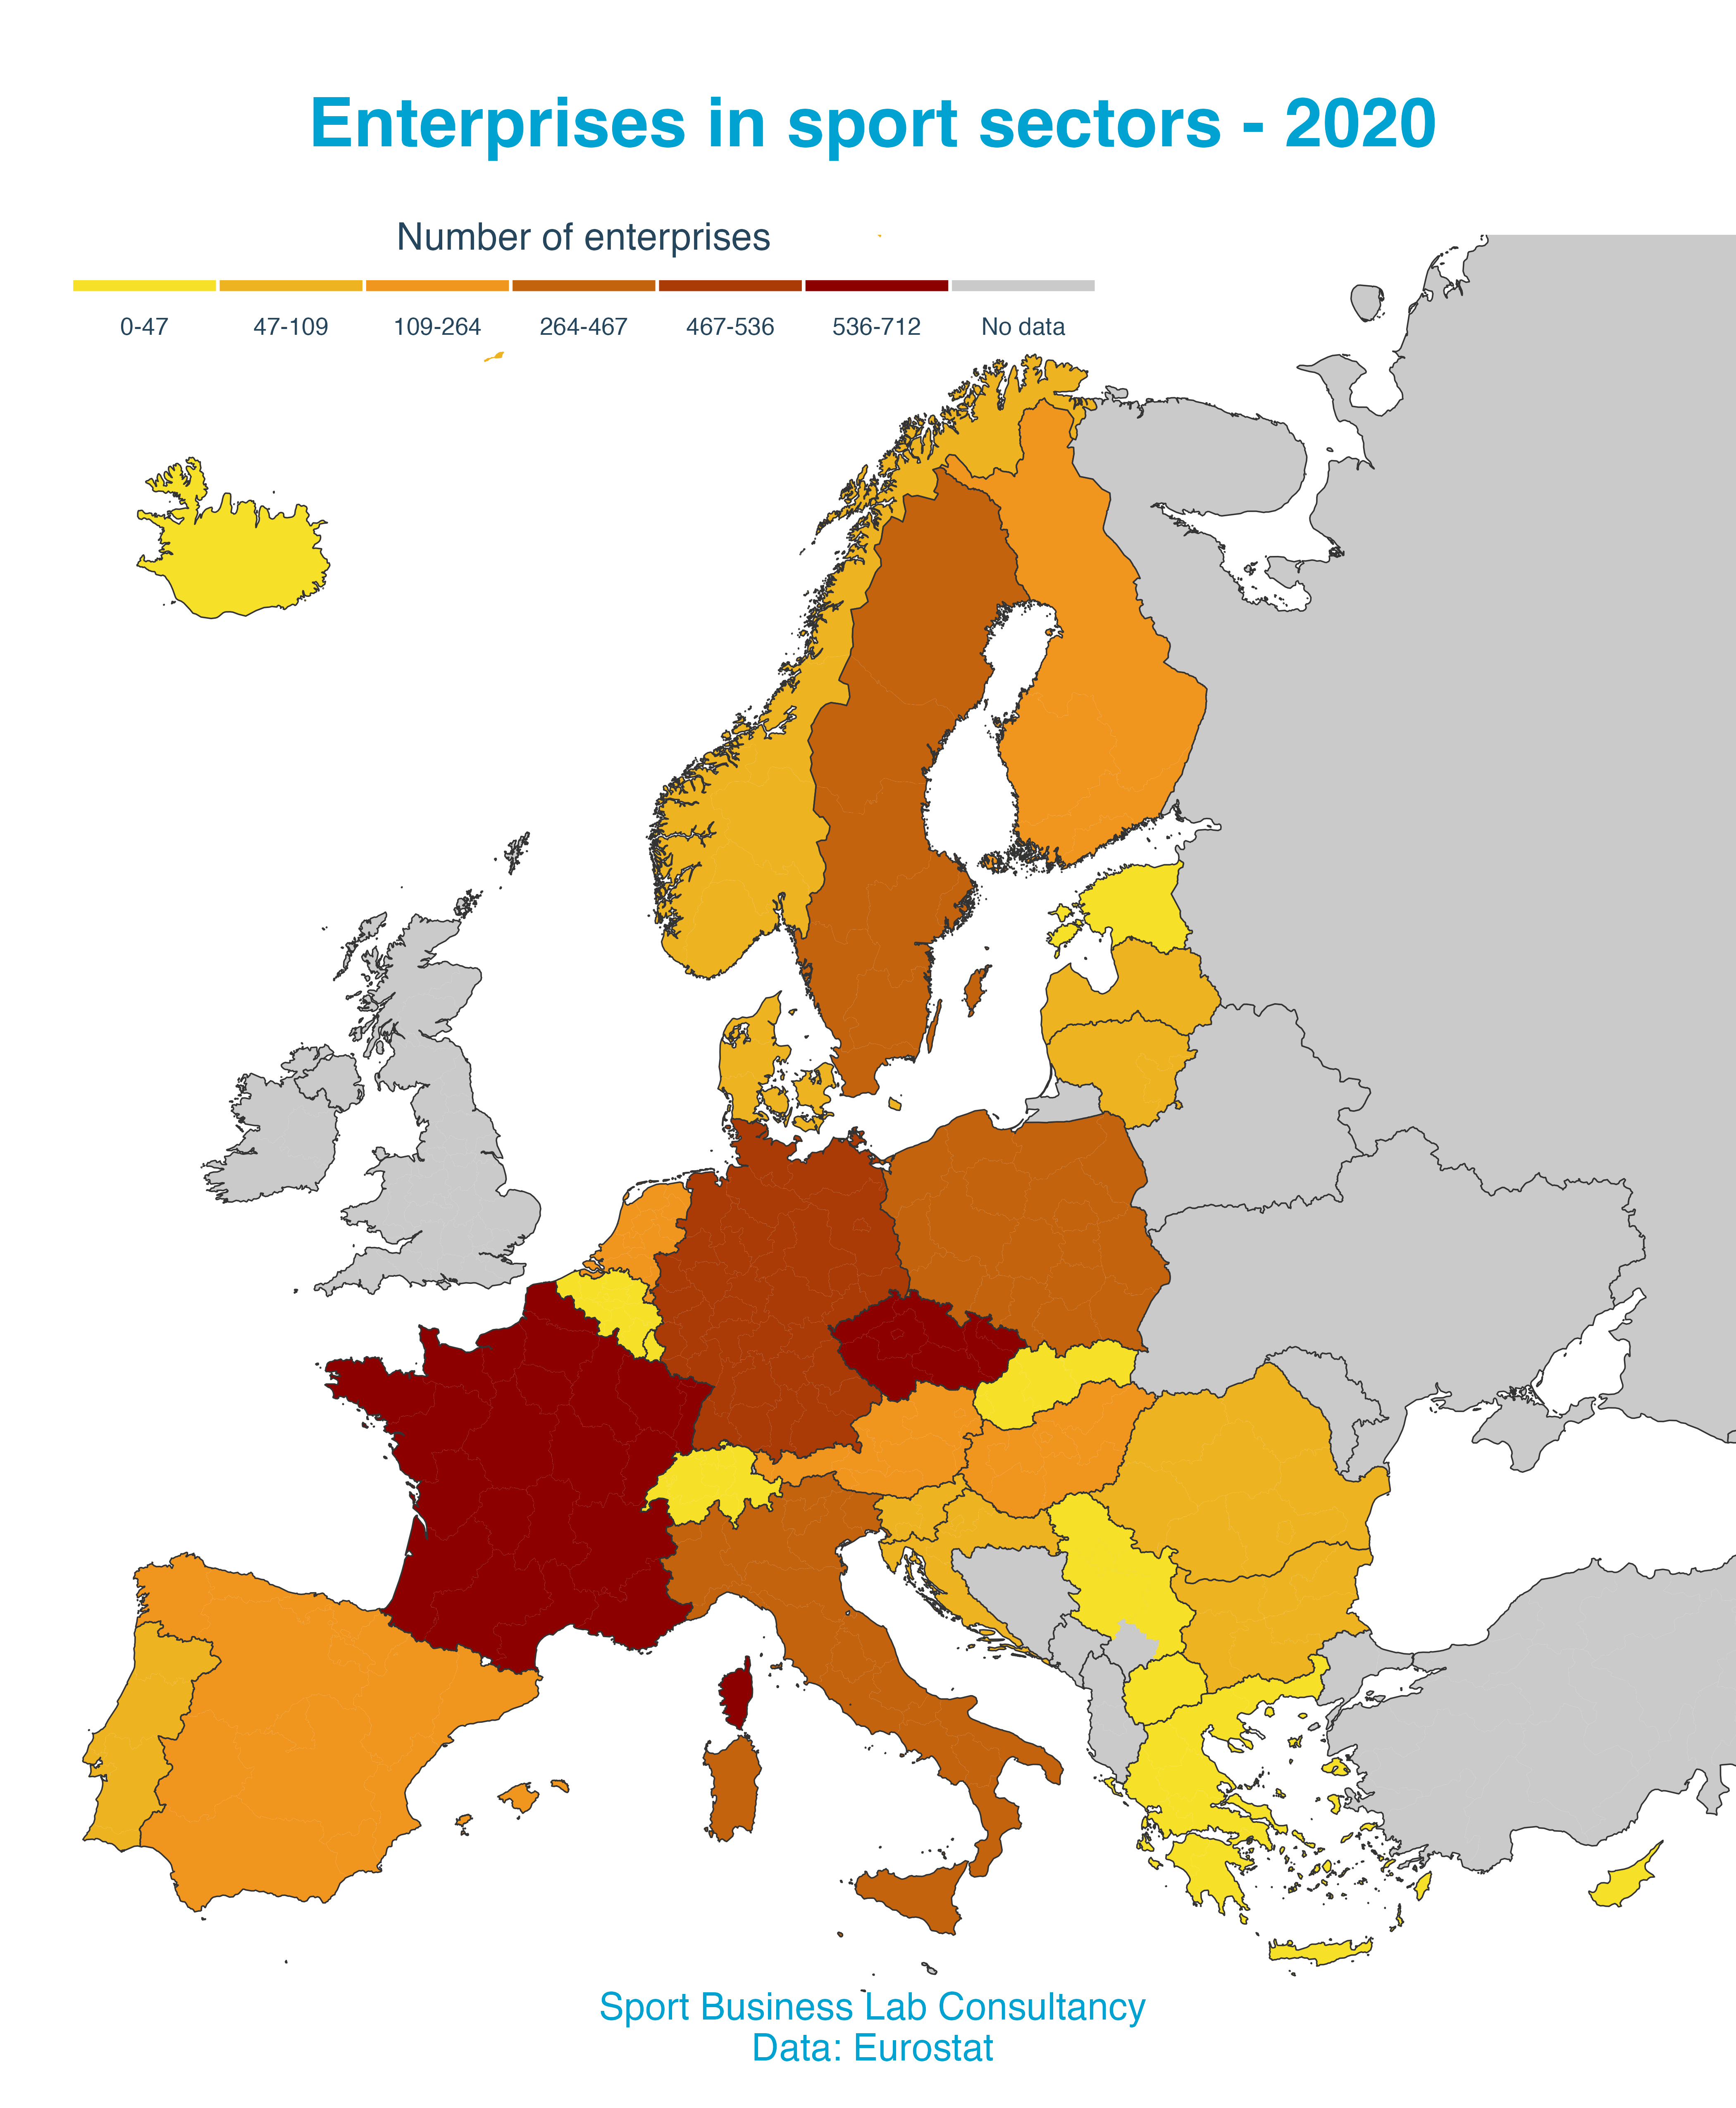 Enterprises in sport sectors - 2020
Number of enterprises
0-47 47-109 109-264 264-467 467-536 536-712 No data
Sport Business Lab Consultancy
Data: Eurostat